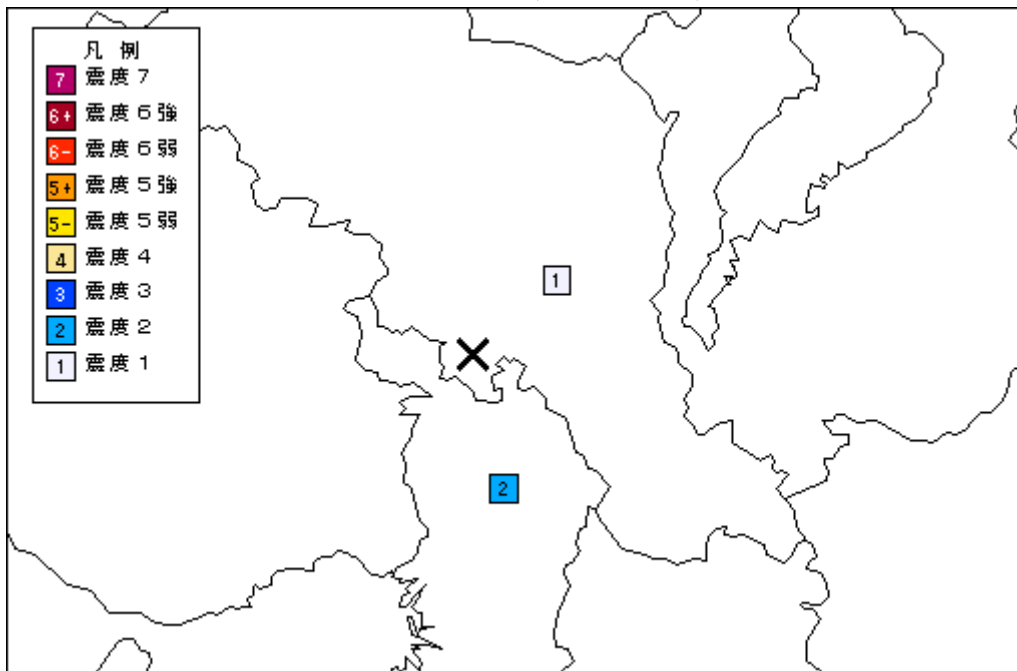 凡 例
7 震度7
6+ 震度6強
6- 震度6弱
5+ 震度5強
5- 震度5弱
4 震度4
3 震度3
2 震度2
1 震度1
1
2